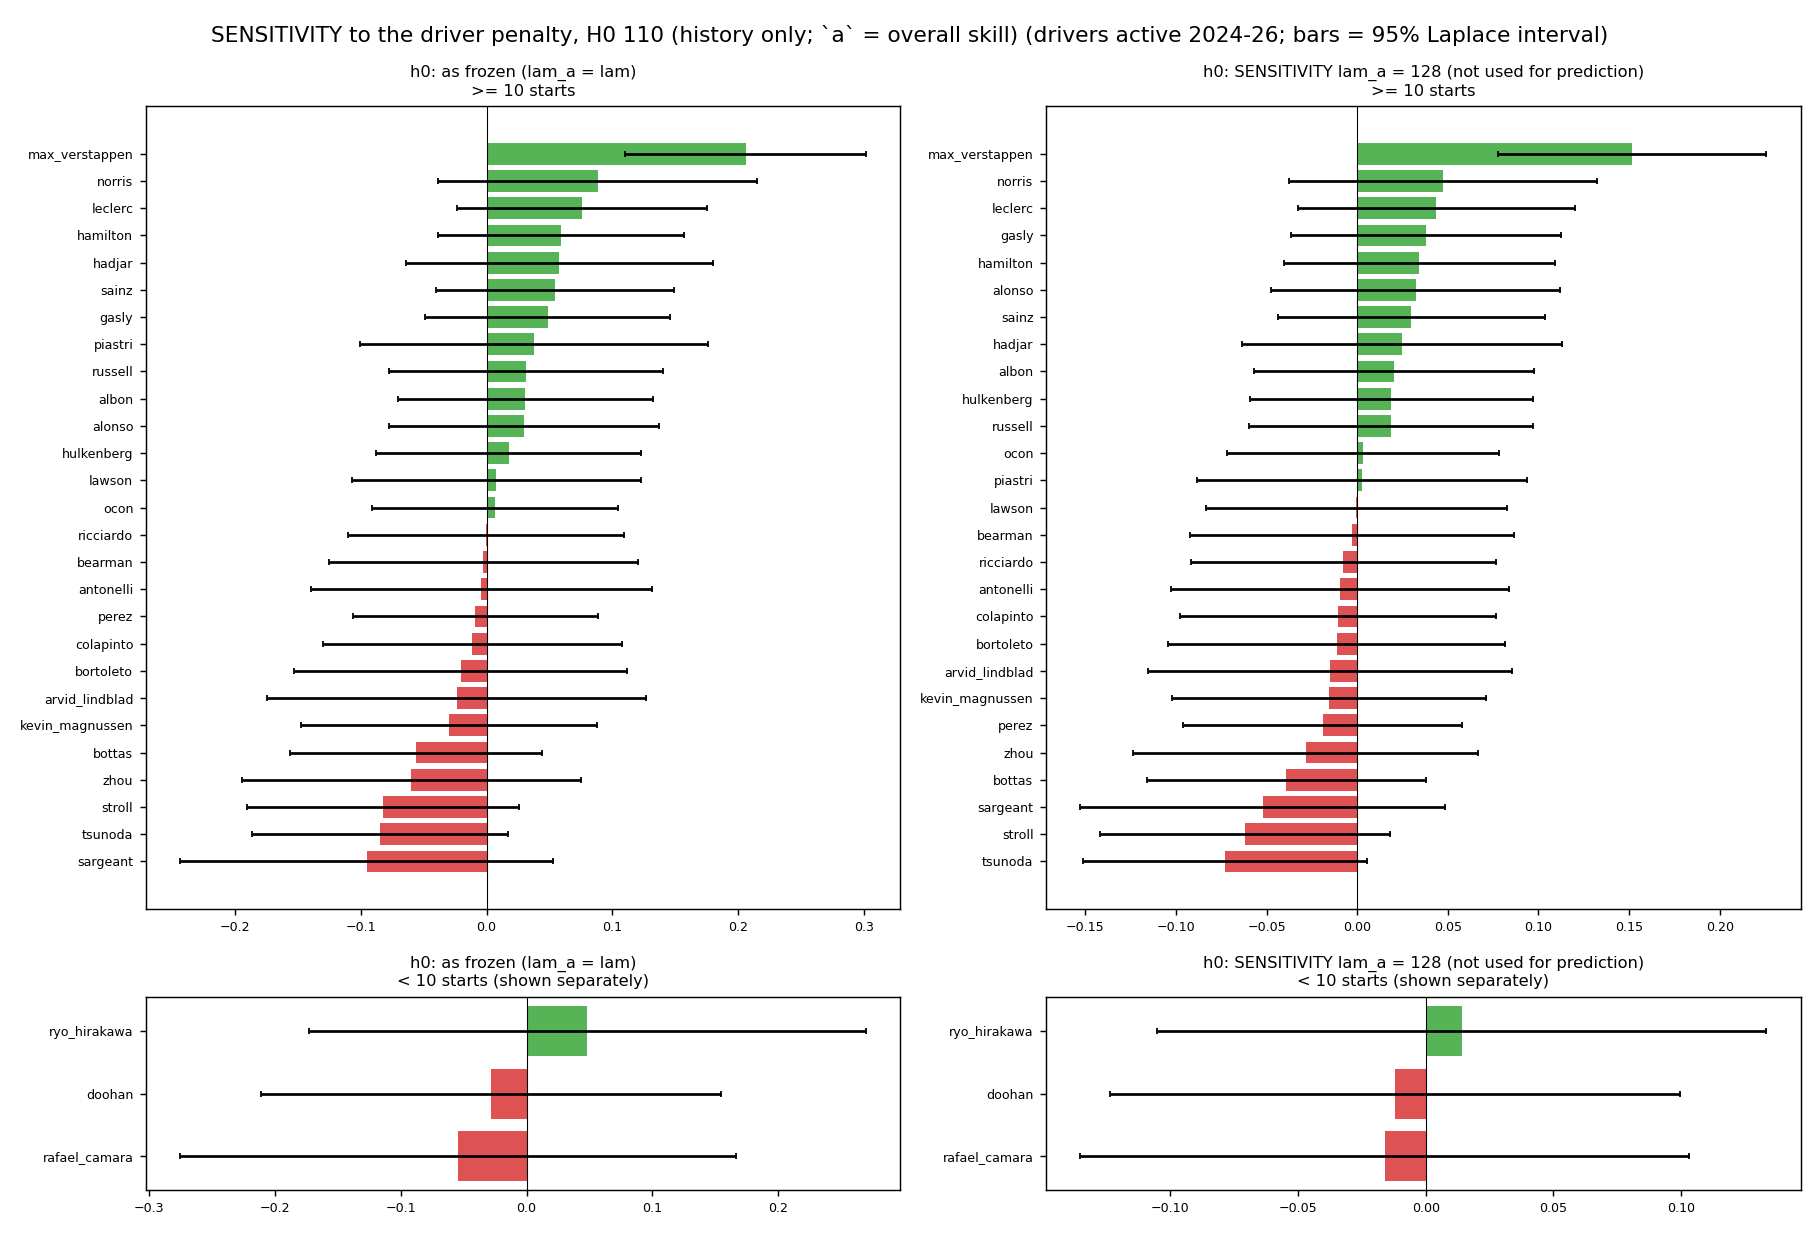 SENSITIVITY to the driver penalty, H0 110 (history only; `a` = overall skill) (drivers active 2024-26; bars = 95% Laplace interval)
h0: as frozen (lam_a = lam)
>= 10 starts
max_verstappen
norris
leclerc
hamilton
hadjar
sainz
gasly
piastri
russell
albon
alonso
hulkenberg
lawson
ocon
ricciardo
bearman
antonelli
perez
colapinto
bortoleto
arvid_lindblad
kevin_magnussen
bottas
zhou
stroll
tsunoda
sargeant
−0.2 −0.1 0.0 0.1 0.2 0.3
h0: SENSITIVITY lam_a = 128 (not used for prediction)
>= 10 starts
max_verstappen
norris
leclerc
gasly
hamilton
alonso
sainz
hadjar
albon
hulkenberg
russell
ocon
piastri
lawson
bearman
ricciardo
antonelli
colapinto
bortoleto
arvid_lindblad
kevin_magnussen
perez
zhou
bottas
sargeant
stroll
tsunoda
−0.15 −0.10 −0.05 0.00 0.05 0.10 0.15 0.20
h0: as frozen (lam_a = lam)
< 10 starts (shown separately)
ryo_hirakawa
doohan
rafael_camara
−0.3 −0.2 −0.1 0.0 0.1 0.2
h0: SENSITIVITY lam_a = 128 (not used for prediction)
< 10 starts (shown separately)
ryo_hirakawa
doohan
rafael_camara
−0.10 −0.05 0.00 0.05 0.10